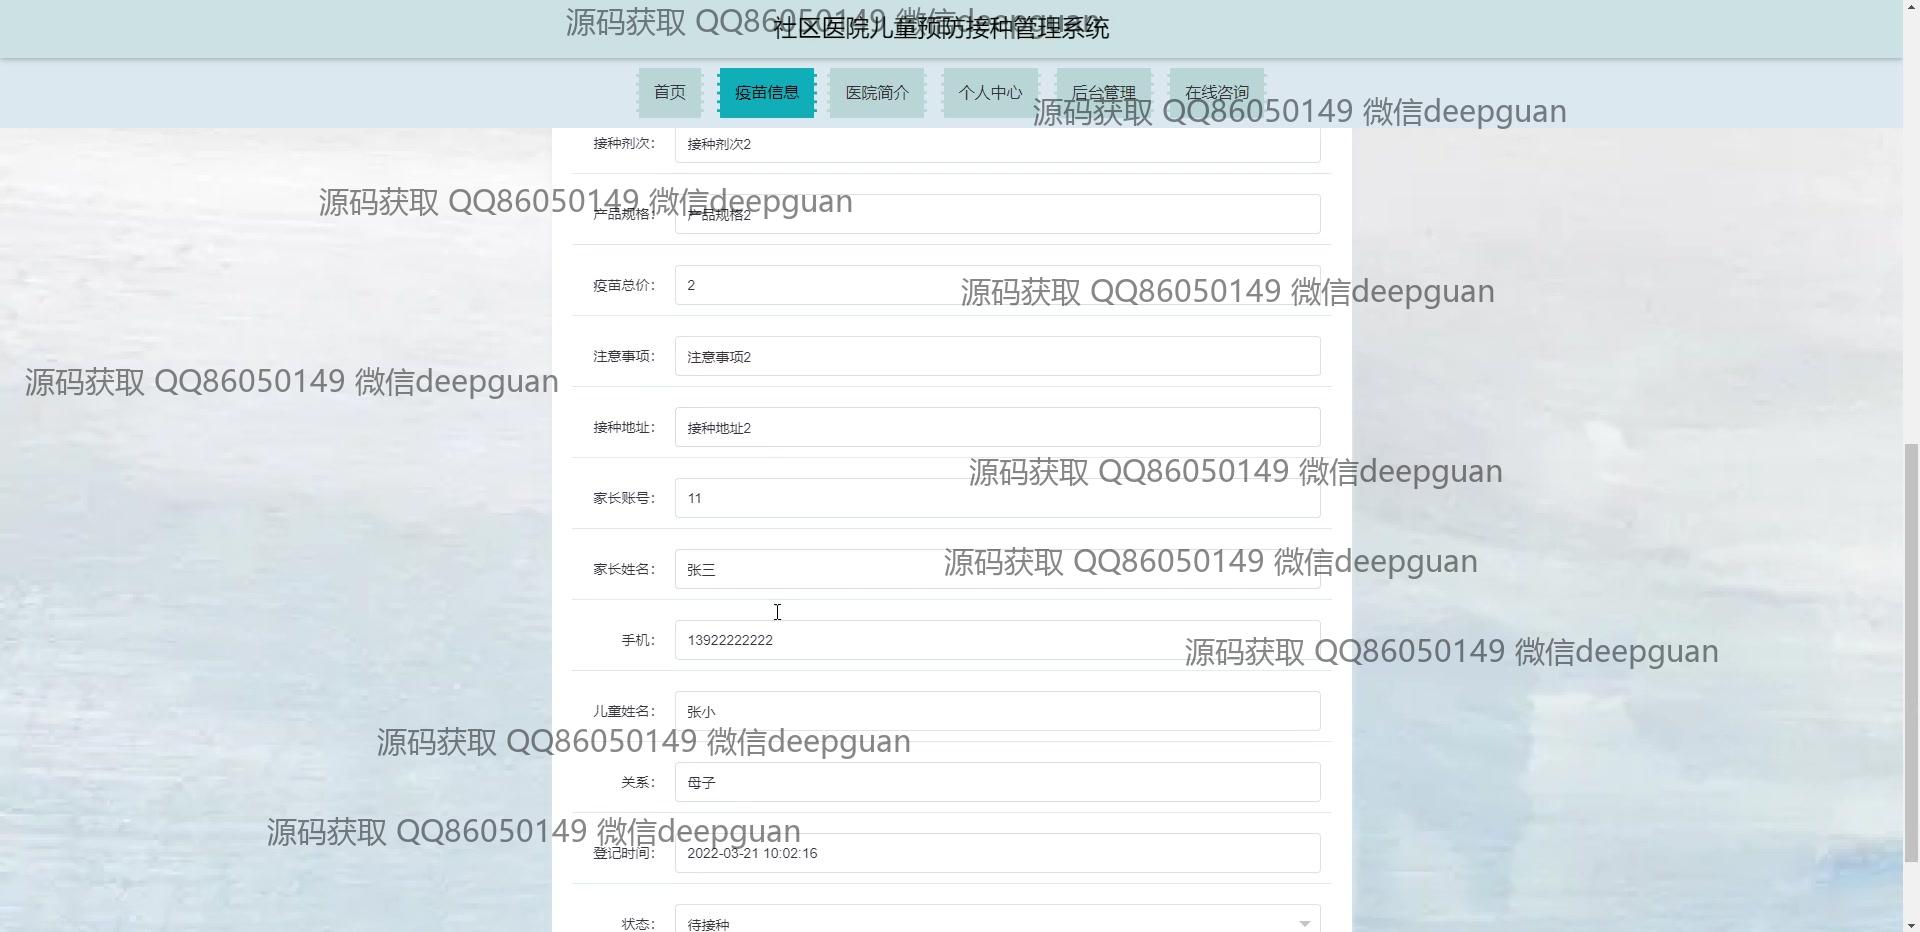 源码获取 QQ86050149 微信deepguan
社区医院儿童预防接种管理系统
首页 疫苗信息 医院简介 个人中心 后台管理 在线咨询
源码获取 QQ86050149 微信deepguan
接种剂次： 接种剂次2
源码获取 QQ86050149 微信deepguan
产品规格： 产品规格2
疫苗总价： 2
源码获取 QQ86050149 微信deepguan
注意事项： 注意事项2
源码获取 QQ86050149 微信deepguan
接种地址： 接种地址2
源码获取 QQ86050149 微信deepguan
家长账号： 11
源码获取 QQ86050149 微信deepguan
家长姓名： 张三
手机： 13922222222
源码获取 QQ86050149 微信deepguan
儿童姓名： 张小
源码获取 QQ86050149 微信deepguan
关系： 母子
源码获取 QQ86050149 微信deepguan
登记时间： 2022-03-21 10:02:16
状态： 待接种